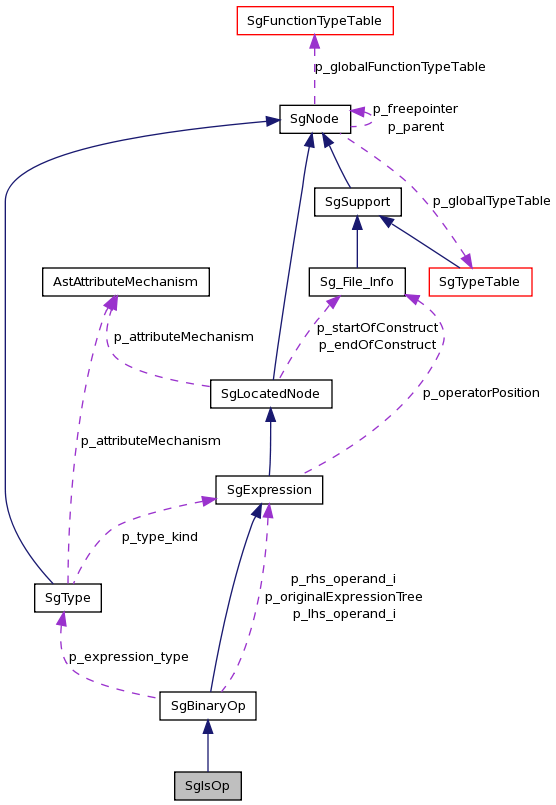 SgFunctionTypeTable
p_globalFunctionTypeTable
SgNode
p_freepointer
p_parent
SgSupport
p_globalTypeTable
AstAttributeMechanism
Sg_File_Info
SgTypeTable
p_attributeMechanism
p_startOfConstruct
p_endOfConstruct
SgLocatedNode
p_operatorPosition
p_attributeMechanism
SgExpression
p_type_kind
p_rhs_operand_i
p_originalExpressionTree
p_lhs_operand_i
SgType
p_expression_type
SgBinaryOp
SgIsOp